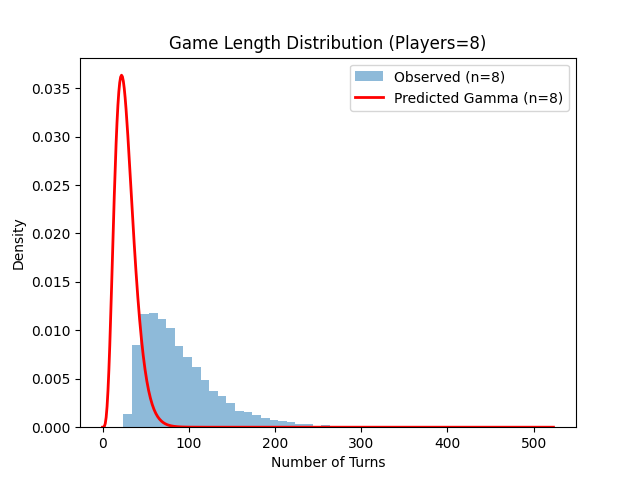 Game Length Distribution (Players=8)
Observed (n=8)
Predicted Gamma (n=8)
0.035
0.030
0.025
0.020
0.015
0.010
0.005
0.000
Density
0 100 200 300 400 500
Number of Turns